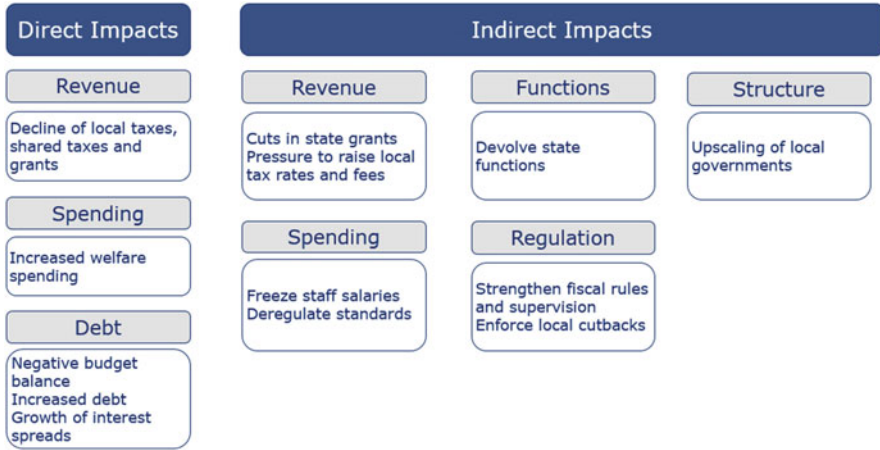 Direct Impacts
Revenue
Decline of local taxes,
shared taxes and
grants
Spending
Increased welfare
spending
Debt
Negative budget
balance
Increased debt
Growth of interest
spreads
Indirect Impacts
Revenue
Cuts in state grants
Pressure to raise local
tax rates and fees
Functions
Devolve state
functions
Structure
Upscaling of local
governments
Spending
Freeze staff salaries
Deregulate standards
Regulation
Strengthen fiscal rules
and supervision
Enforce local cutbacks